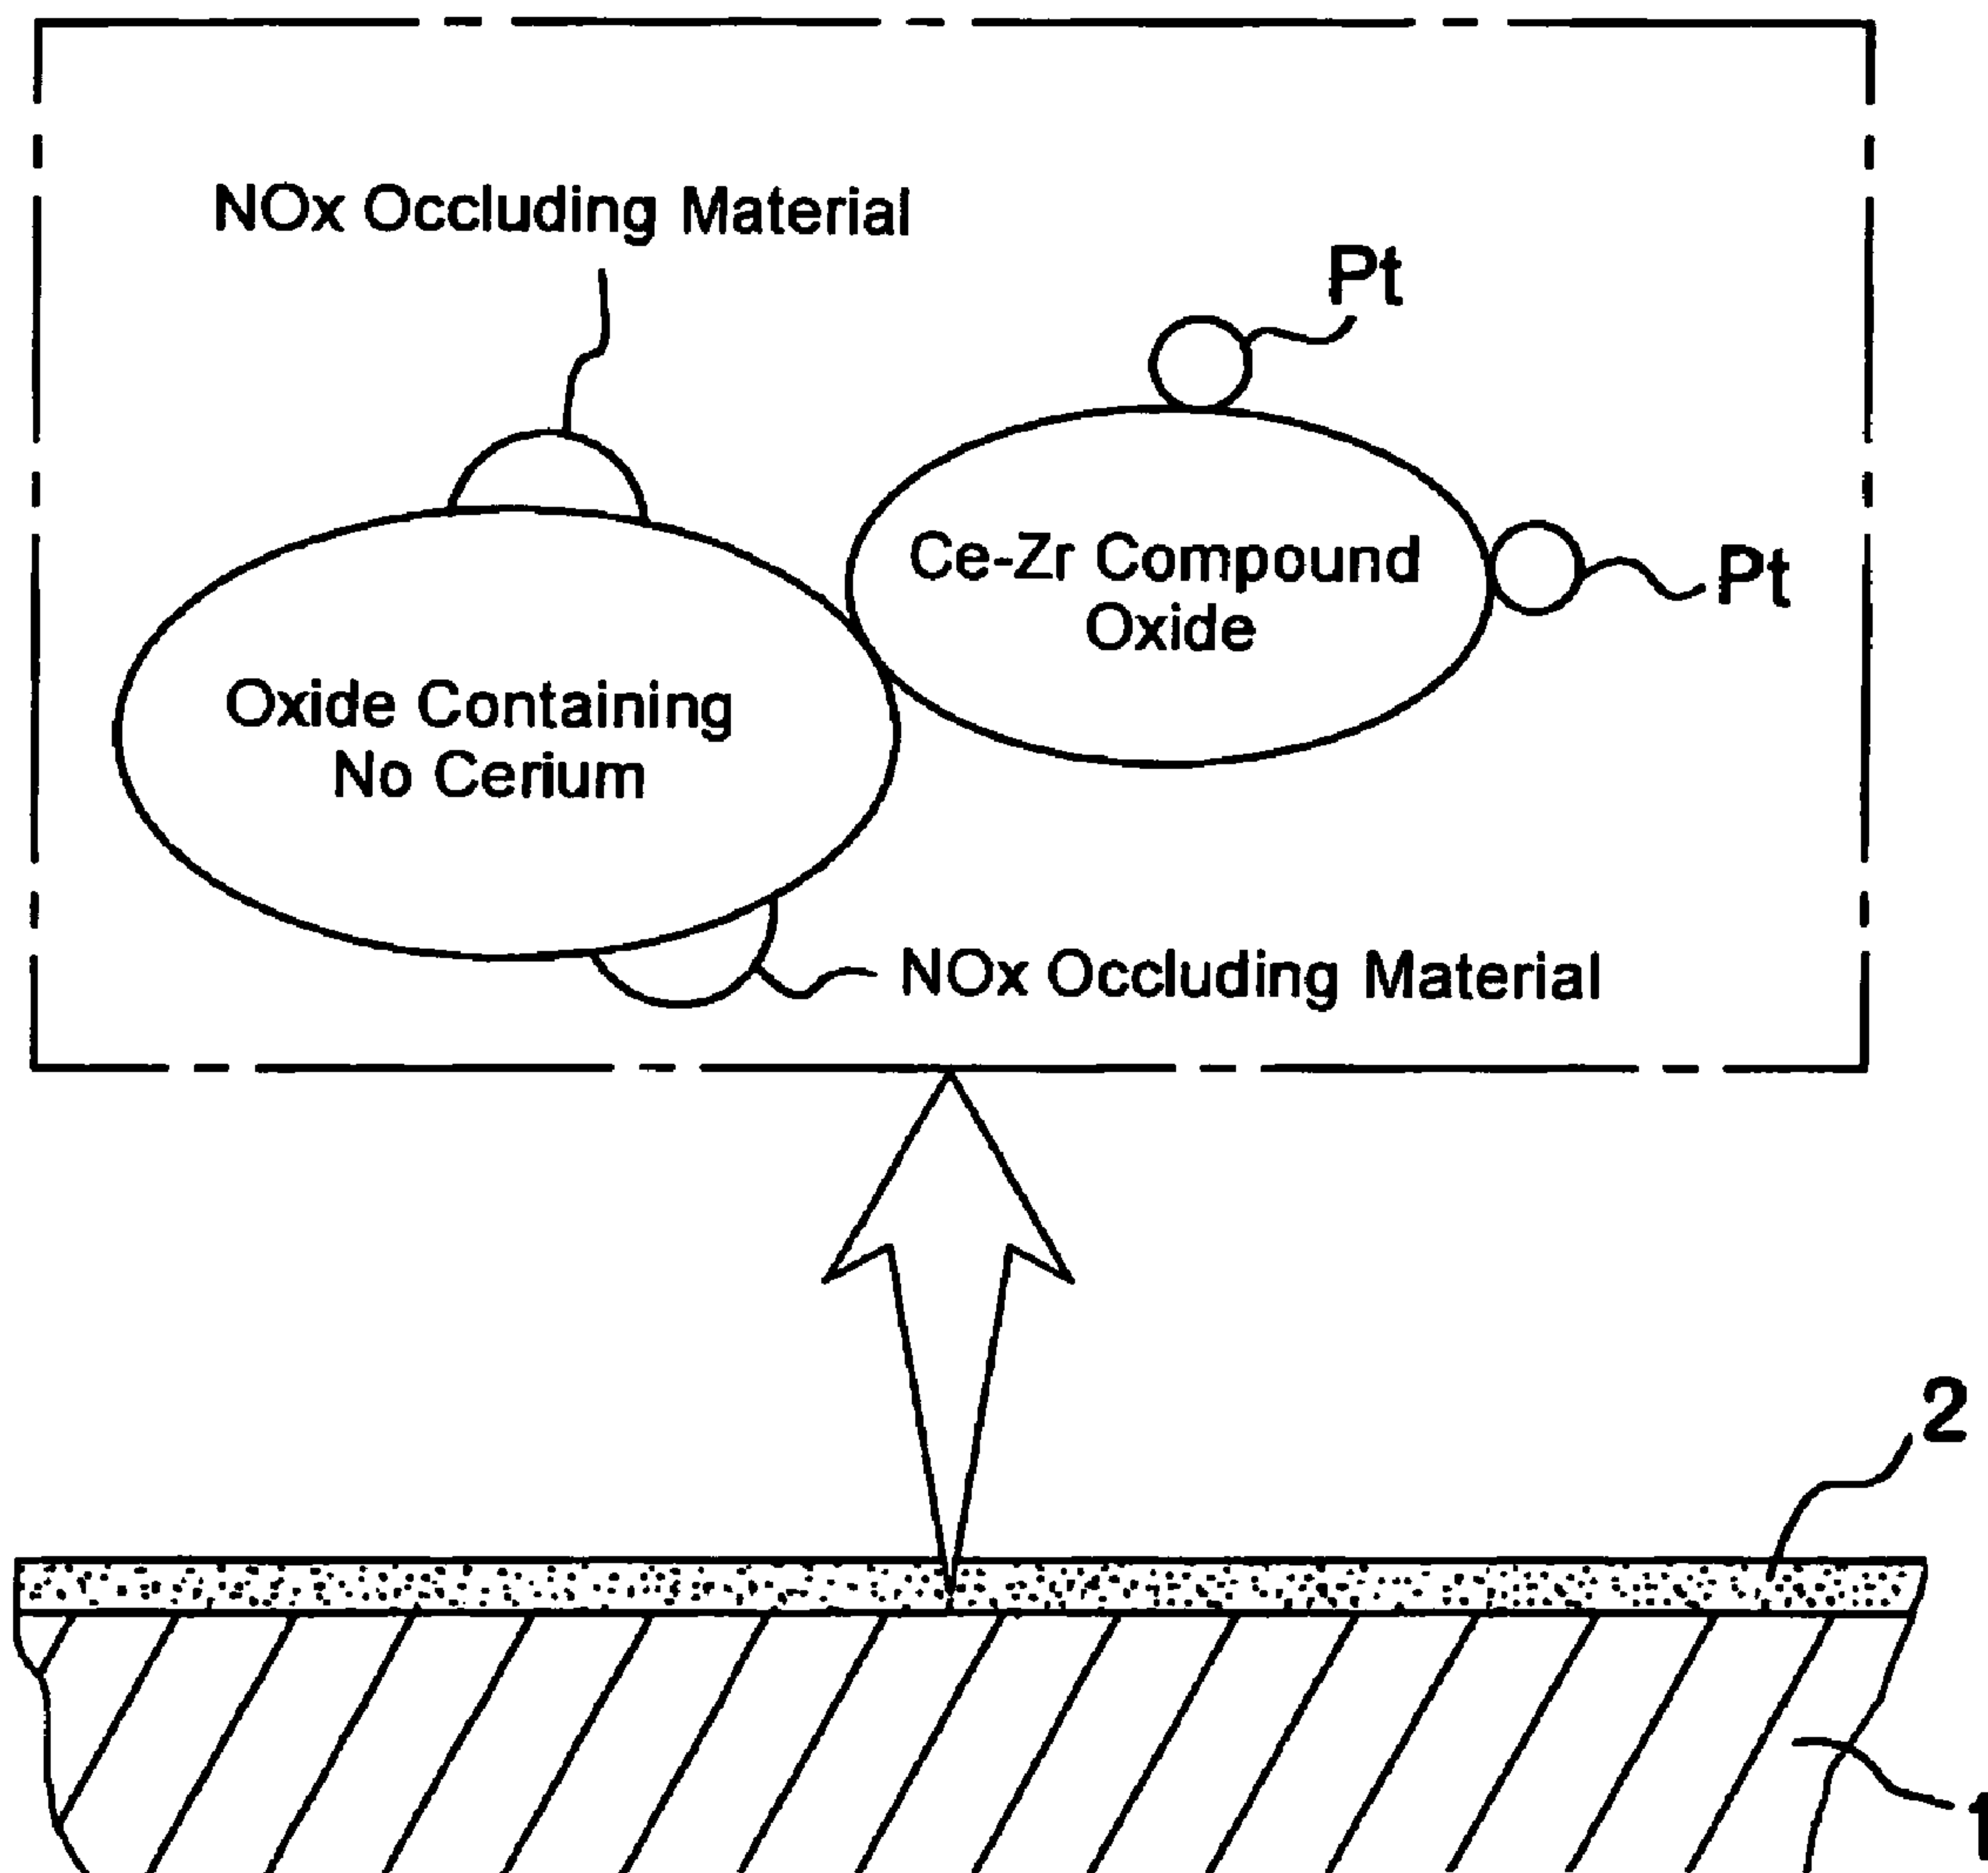 NOx Occluding Material
Pt
Ce-Zr Compound
Oxide
Pt
Oxide Containing
No Cerium
NOx Occluding Material
2
1